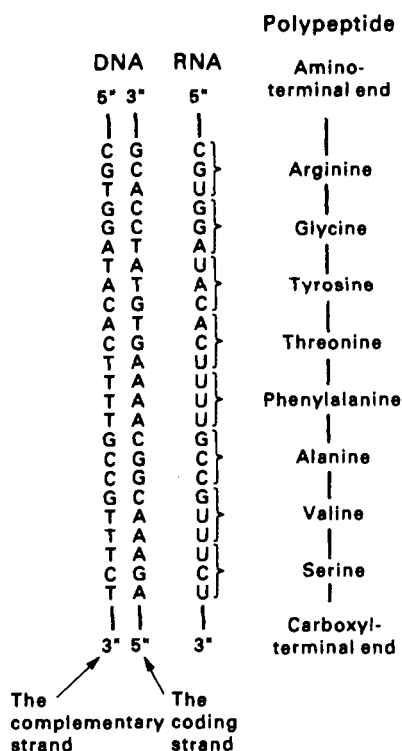 Polypeptide
DNA RNA Amino-
5" 3" 5" terminal end
C G C
G C G Arginine
T A U
G C G
G C G Glycine
A T A
T A U
A T A Tyrosine
C G C
A T A
C G C Threonine
T A U
T A U
T A U Phenylalanine
T A U
G C G
C G C Alanine
C G C
G C G
T A U Valine
T A U
T A U
C G C Serine
T A U
Carboxyl-
3" 5" 3" terminal end
The The
complementary coding
strand strand